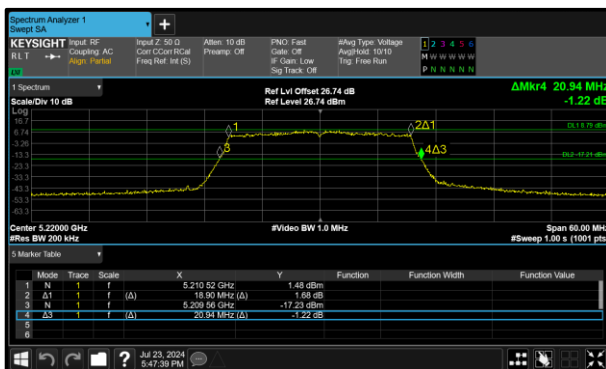 Spectrum Analyzer 1
Swept SA
+
KEYSIGHT Input: RF Input Z: 50 Ω Atten: 10 dB PNO: Fast #Avg Type: Voltage 1 2 3 4 5 6
RLT Coupling: AC Corr CCorr RCal Preamp: Off Gate: Off Avg|Hold: 10/10 M W W W W W
Align: Partial Freq Ref: Int (S) IF Gain: Low Trig: Free Run
Sig Track: Off P N N N N N
1 Spectrum Ref Lvl Offset 26.74 dB ΔMkr4 20.94 MHz
Scale/Div 10 dB Ref Level 26.74 dBm -1.22 dB
Log
16.7
6.74 1 2Δ1 DL1 8.79 dBm
-3.26
-13.3 3 4Δ3 DL2 -17.21 dBm
-23.3
-33.3
-43.3
-53.3
-63.3
Center 5.22000 GHz #Video BW 1.0 MHz Span 60.00 MHz
#Res BW 200 kHz #Sweep 1.00 s (1001 pts)
5 Marker Table
Mode Trace Scale X Y Function Function Width Function Value
1 N 1 f 5.210 52 GHz 1.48 dBm
2 Δ1 1 f (Δ) 18.90 MHz (Δ) 1.68 dB
3 N 1 f 5.209 56 GHz -17.23 dBm
4 Δ3 1 f (Δ) 20.94 MHz (Δ) -1.22 dB
5
6
? Jul 23, 2024
5:47:39 PM